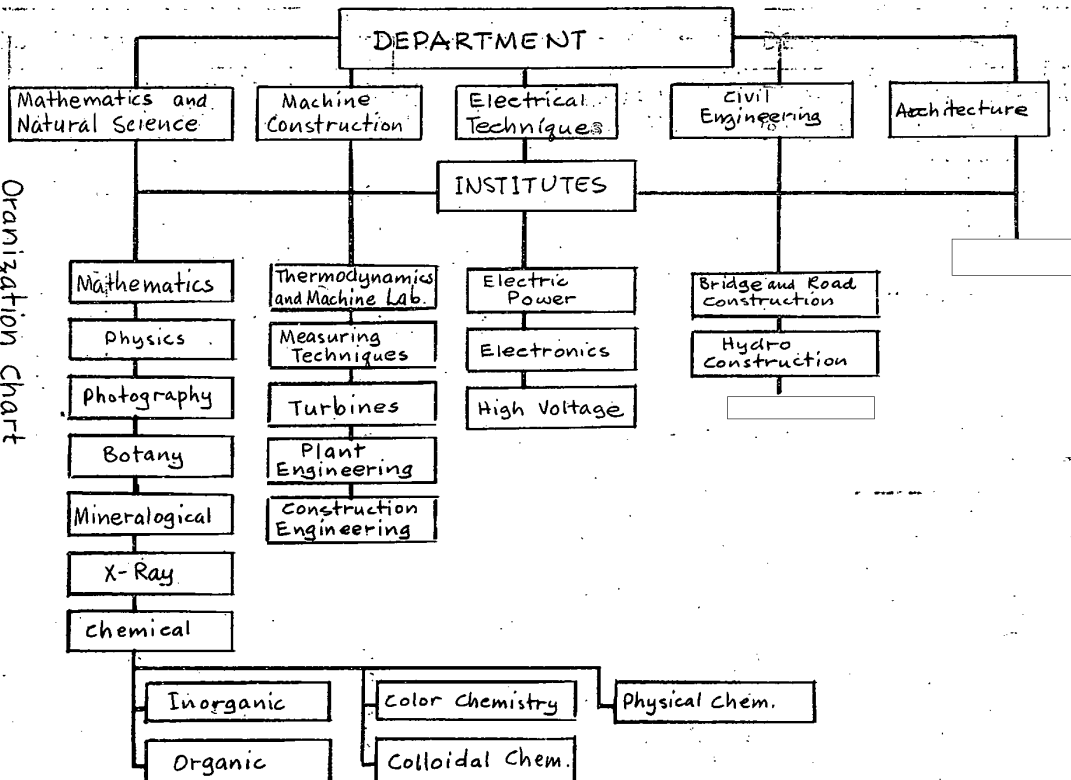 DEPARTMENT
Mathematics and
Natural Science
Machine
Construction
Electrical
Techniques
Civil
Engineering
Architecture
INSTITUTES
Oranization Chart
Mathematics
Physics
Photography
Botany
Mineralogical
X-Ray
Chemical
Thermodynamics
and Machine Lab.
Measuring
Techniques
Turbines
Plant
Engineering
Construction
Engineering
Electric
Power
Electronics
High Voltage
Bridge and Road
Construction
Hydro
Construction
Inorganic
Organic
Color Chemistry
Colloidal Chem.
Physical Chem.